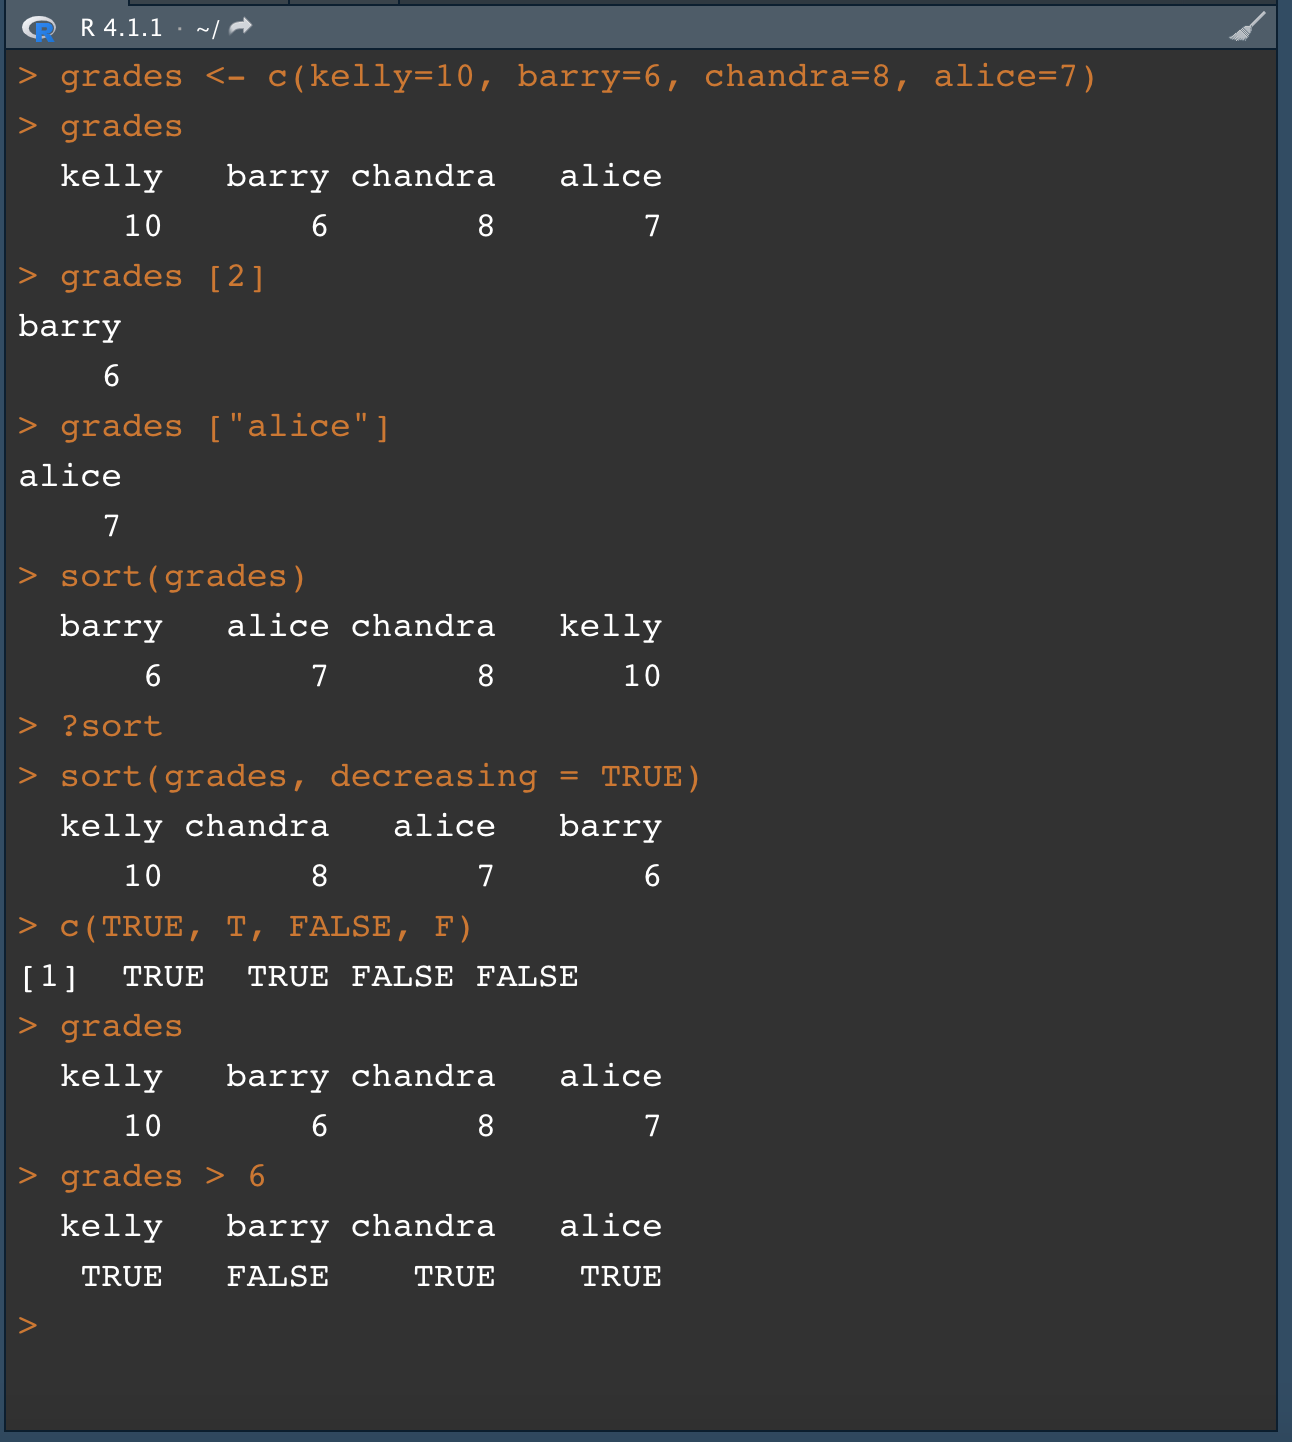 R R 4.1.1 · ~/
> grades <- c(kelly=10, barry=6, chandra=8, alice=7)
> grades
  kelly   barry chandra   alice
     10       6       8       7
> grades [2]
barry
    6
> grades ["alice"]
alice
    7
> sort(grades)
  barry   alice chandra   kelly
      6       7       8      10
> ?sort
> sort(grades, decreasing = TRUE)
  kelly chandra   alice   barry
     10       8       7       6
> c(TRUE, T, FALSE, F)
[1]  TRUE  TRUE FALSE FALSE
> grades
  kelly   barry chandra   alice
     10       6       8       7
> grades > 6
  kelly   barry chandra   alice
   TRUE   FALSE    TRUE    TRUE
>